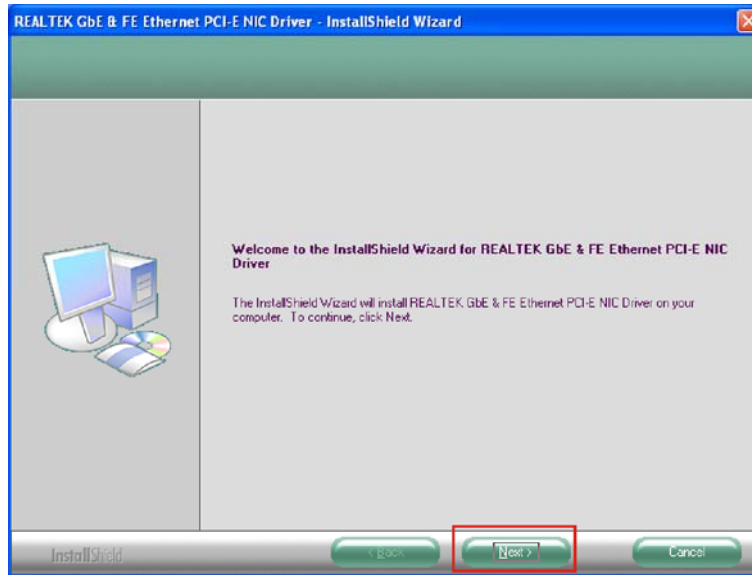 REALTEK GbE & FE Ethernet PCI-E NIC Driver - InstallShield Wizard
Welcome to the InstallShield Wizard for REALTEK GbE & FE Ethernet PCI-E NIC
Driver
The InstallShield Wizard will install REALTEK GbE & FE Ethernet PCI-E NIC Driver on your
computer. To continue, click Next.
InstallShield
< Back
Next >
Cancel